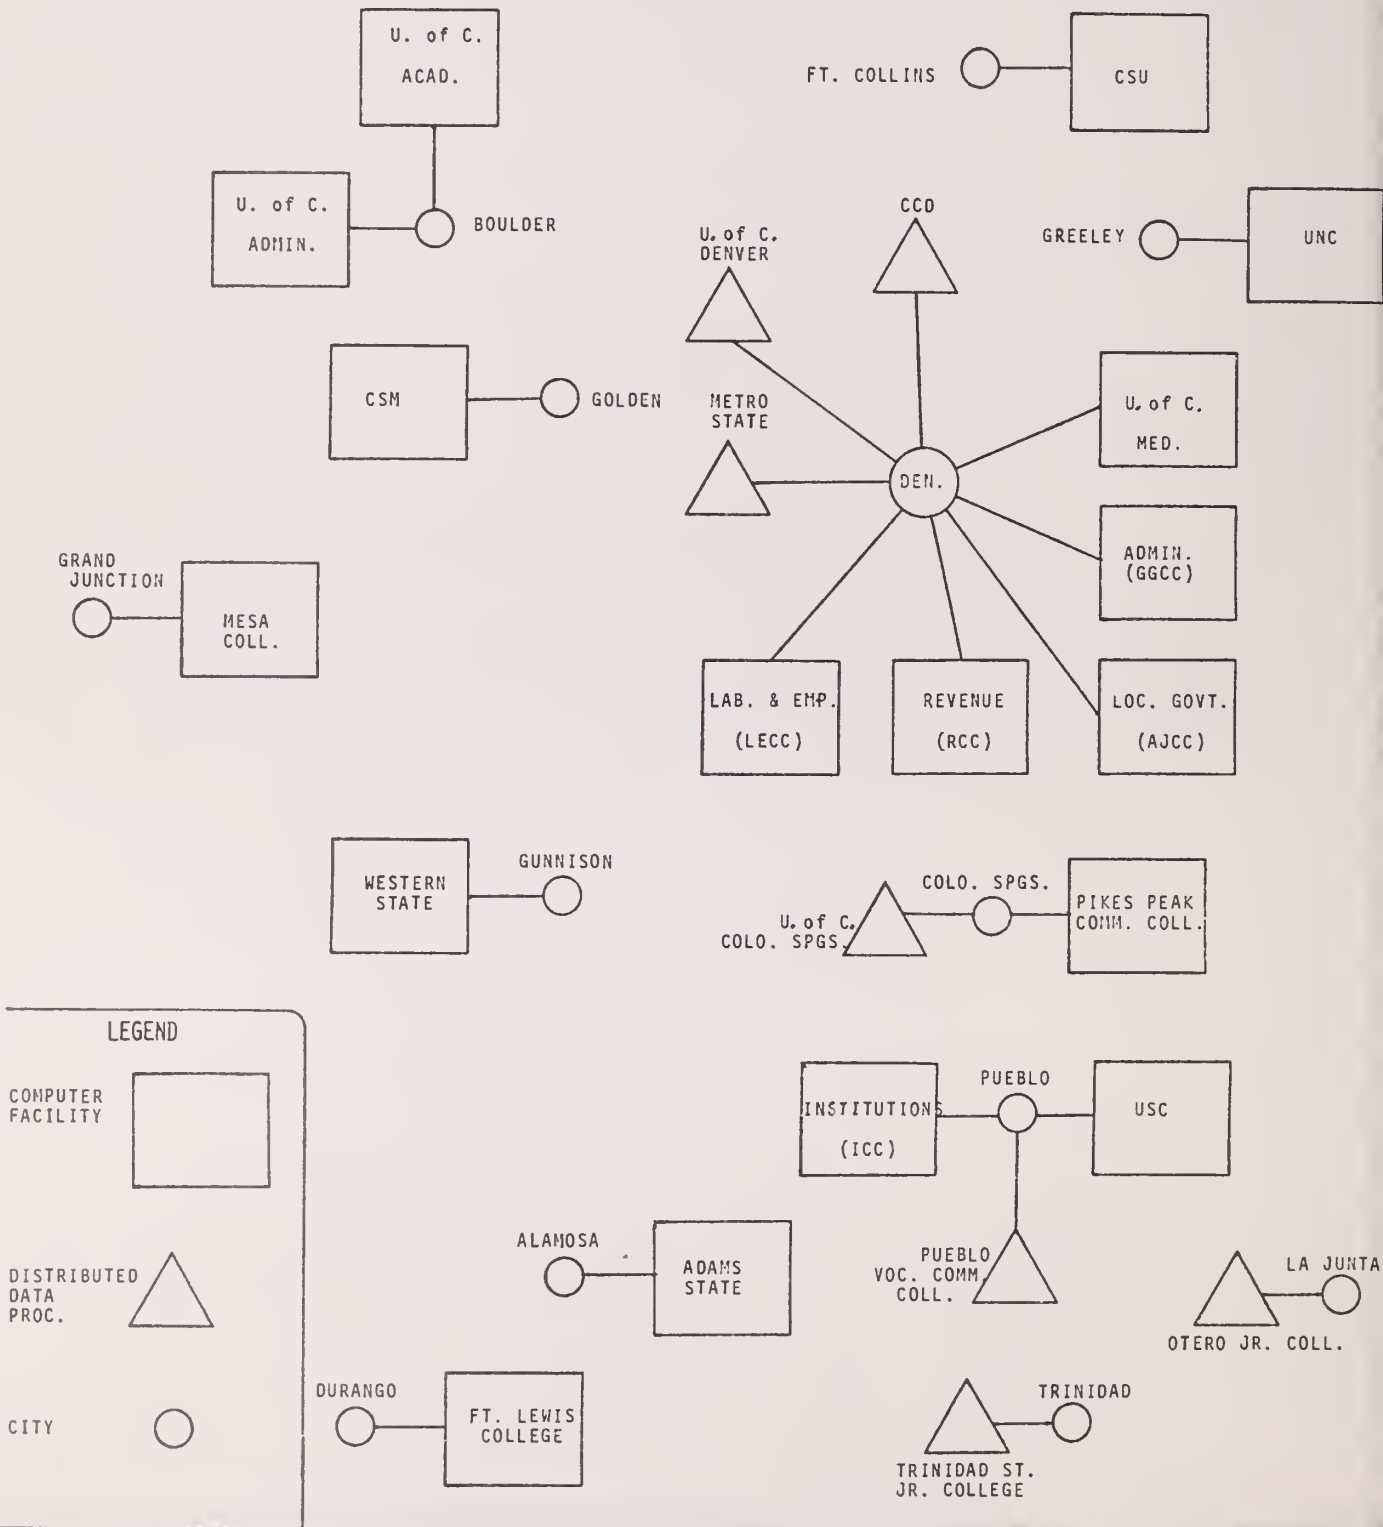 U. of C.
ACAD.
FT. COLLINS
CSU
U. of C.
ADMIN.
BOULDER
CCD
U. of C.
DENVER
GREELEY
UNC
CSM
GOLDEN
METRO
STATE
DEN.
U. of C.
MED.
ADMIN.
(GGCC)
GRAND
JUNCTION
MESA
COLL.
LAB. & EMP.
(LECC)
REVENUE
(RCC)
LOC. GOVT.
(AJCC)
WESTERN
STATE
GUNNISON
COLO. SPGS.
U. of C.
COLO. SPGS.
PIKES PEAK
COMM. COLL.
LEGEND
COMPUTER
FACILITY
DISTRIBUTED
DATA
PROC.
CITY
INSTITUTIONS
(ICC)
PUEBLO
USC
PUEBLO
VOC. COMM.
COLL.
ALAMOSA
ADAMS
STATE
LA JUNTA
OTERO JR. COLL.
DURANGO
FT. LEWIS
COLLEGE
TRINIDAD
TRINIDAD ST.
JR. COLLEGE